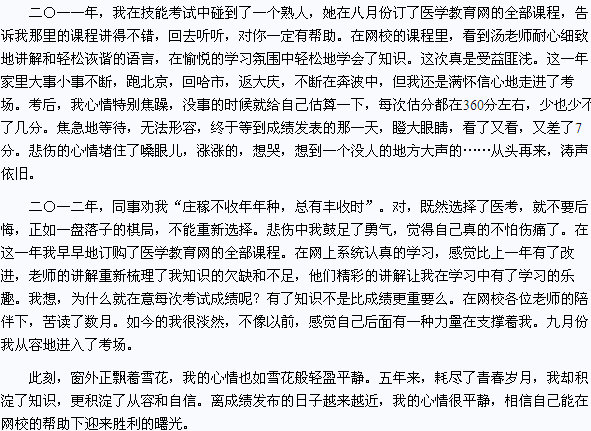 二〇一一年，我在技能考试中碰到了一个熟人，她在八月份订了医学教育网的全部课程，告
诉我那里的课程讲得不错，回去听听，对你一定有帮助。在网校的课程里，看到汤老师耐心细致
地讲解和轻松诙谐的语言，在愉悦的学习氛围中轻松地学会了知识。这次真是受益匪浅。这一年
家里大事小事不断，跑北京，回哈市，返大庆，不断在奔波中，但我还是满怀信心地走进了考
场。考后，我心情特别焦躁，没事的时候就给自己估算一下，每次估分都在360分左右，少也少不
了几分。焦急地等待，无法形容，终于等到成绩发表的那一天，瞪大眼睛，看了又看，又差了7
分。悲伤的心情堵住了嗓眼儿，涨涨的，想哭，想到一个没人的地方大声的……从头再来，涛声
依旧。
二〇一二年，同事劝我“庄稼不收年年种，总有丰收时”。对，既然选择了医考，就不要后
悔，正如一盘落子的棋局，不能重新选择。悲伤中我鼓足了勇气，觉得自己真的不怕伤痛了。在
这一年我早早地订购了医学教育网的全部课程。在网上系统认真的学习，感觉比上一年有了改
进，老师的讲解重新梳理了我知识的欠缺和不足，他们精彩的讲解让我在学习中有了学习的乐
趣。我想，为什么就在意每次考试成绩呢？有了知识不是比成绩更重要么。在网校各位老师的陪
伴下，苦读了数月。如今的我很淡然，不像以前，感觉自己后面有一种力量在支撑着我。九月份
我从容地进入了考场。
此刻，窗外正飘着雪花，我的心情也如雪花般轻盈平静。五年来，耗尽了青春岁月，我却积
淀了知识，更积淀了从容和自信。离成绩发布的日子越来越近，我的心情很平静，相信自己能在
网校的帮助下迎来胜利的曙光。